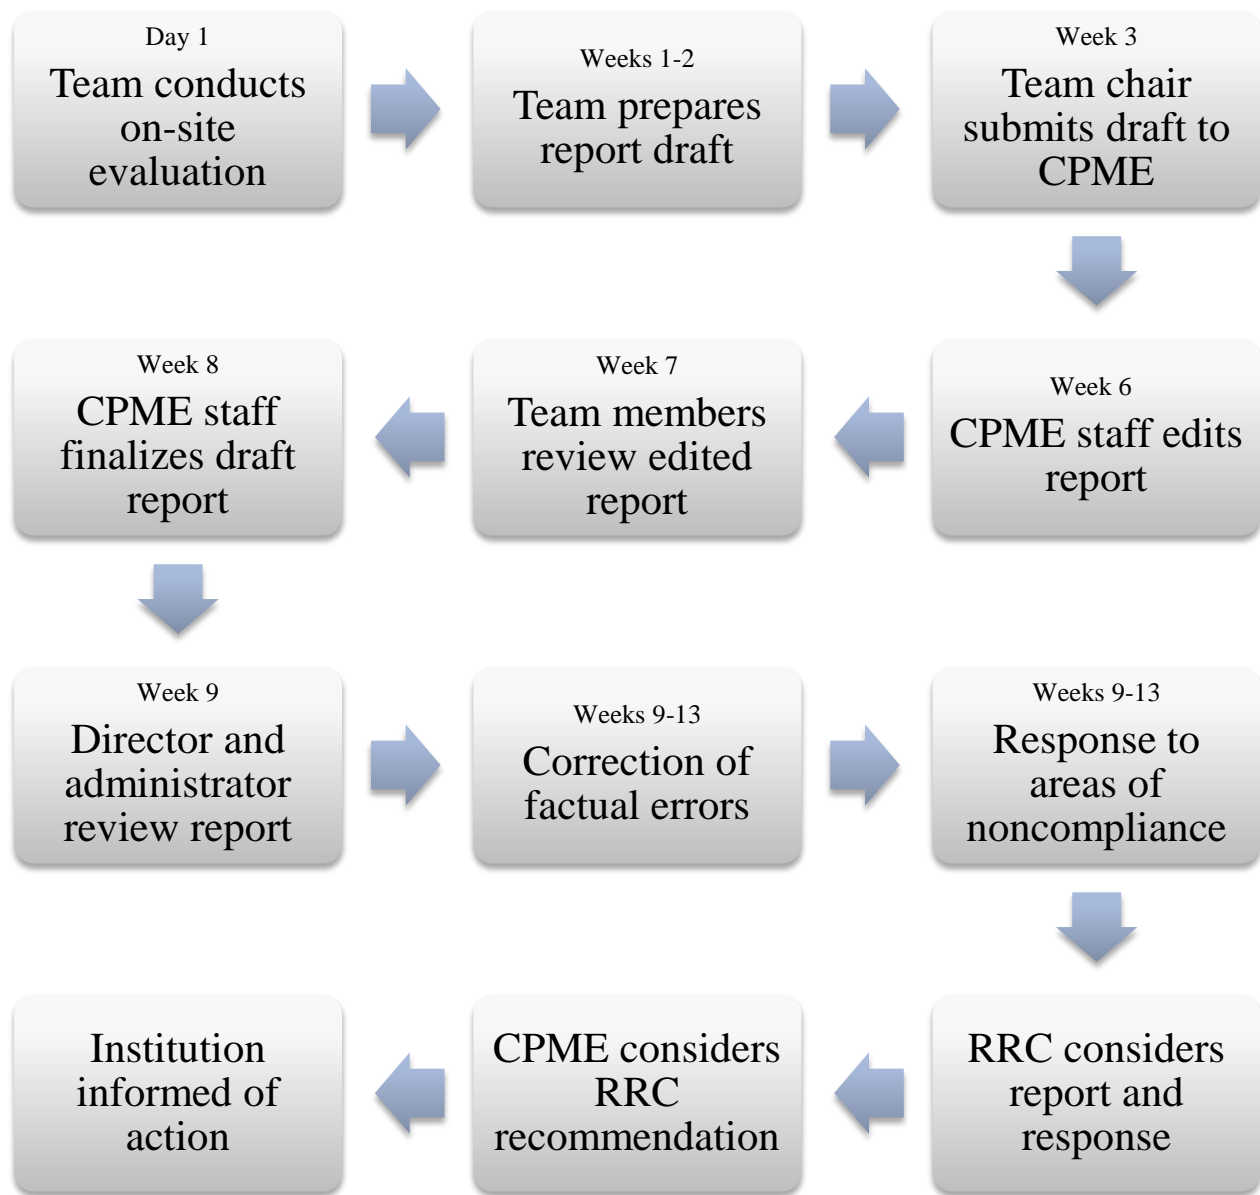 Day 1
Team conducts
on-site
evaluation
Weeks 1-2
Team prepares
report draft
Week 3
Team chair
submits draft to
CPME
Week 6
CPME staff edits
report
Week 7
Team members
review edited
report
Week 8
CPME staff
finalizes draft
report
Week 9
Director and
administrator
review report
Weeks 9-13
Correction of
factual errors
Weeks 9-13
Response to
areas of
noncompliance
RRC considers
report and
response
CPME considers
RRC
recommendation
Institution
informed of
action